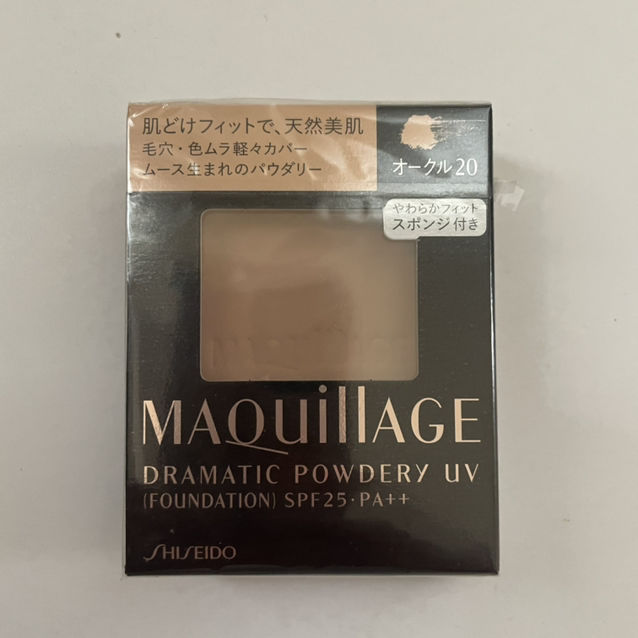 肌どけフィットで、天然美肌
毛穴・色ムラ軽々カバー
ムース生まれのパウダリー
オークル20
やわらかフィット
スポンジ付き
MAQUILLAGE
MAQuillAGE
DRAMATIC POWDERY UV
(FOUNDATION) SPF25・PA++
SHISEIDO